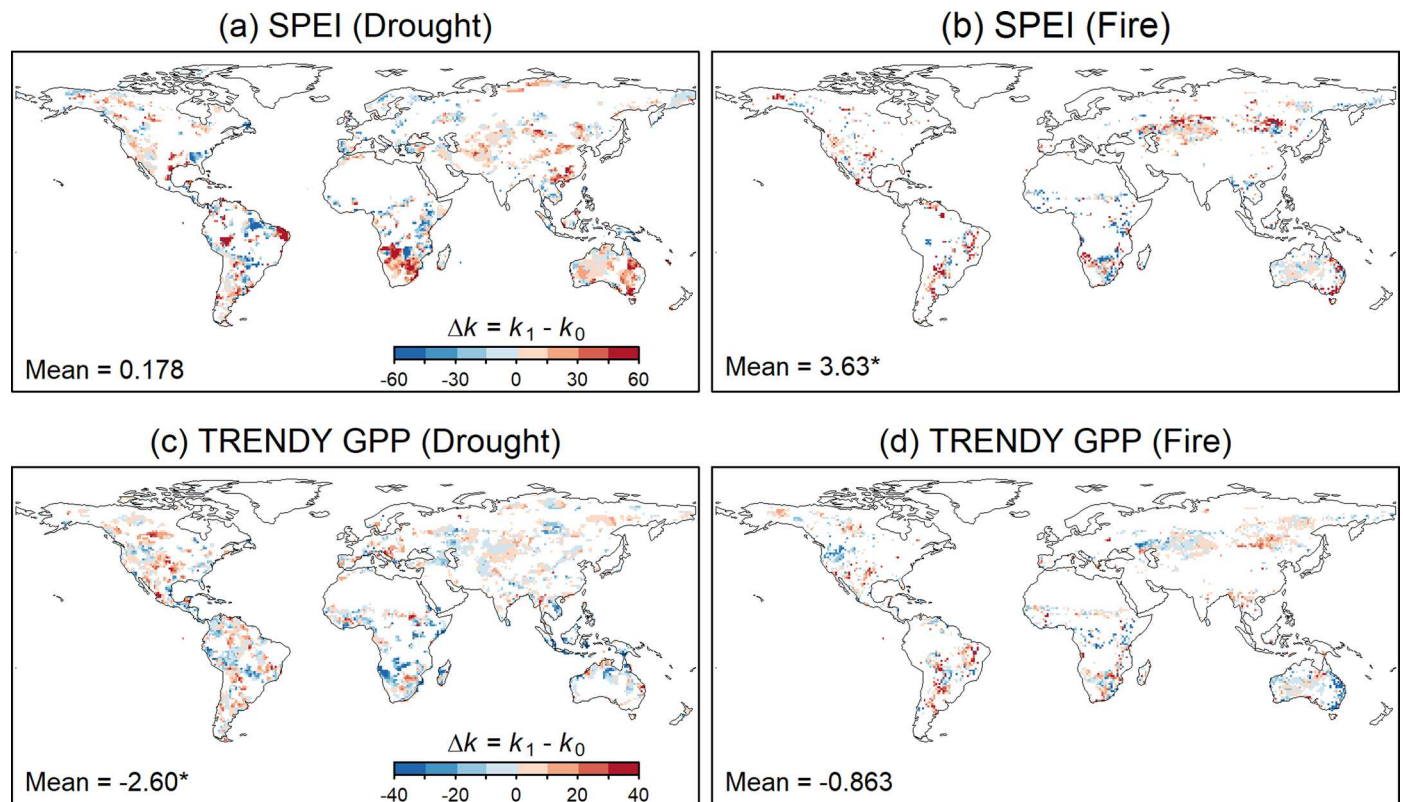 (a) SPEI (Drought)
(b) SPEI (Fire)
Δk = k₁ - k₀
-60 -30 0 30 60
Mean = 0.178
Mean = 3.63*
(c) TRENDY GPP (Drought)
(d) TRENDY GPP (Fire)
Δk = k₁ - k₀
-40 -20 0 20 40
Mean = -2.60*
Mean = -0.863